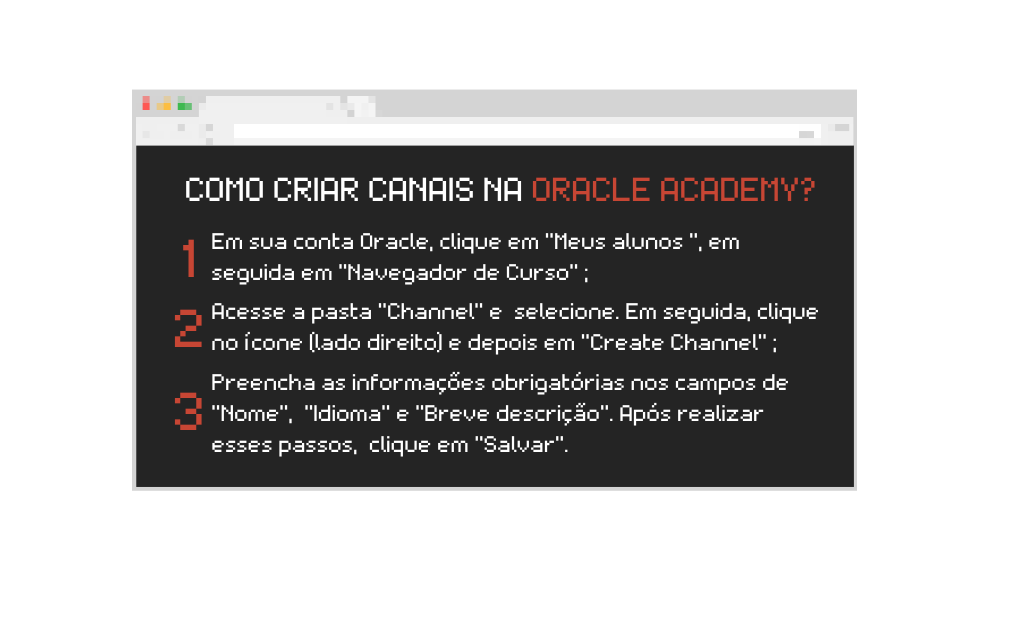 COMO CRIAR CANAIS NA ORACLE ACADEMY?
1 Em sua conta Oracle, clique em "Meus alunos ", em
seguida em "Navegador de Curso" ;
2 Acesse a pasta "Channel" e  selecione. Em seguida, clique
no ícone (lado direito) e depois em "Create Channel" ;
3 Preencha as informações obrigatórias nos campos de
"Nome",  "Idioma" e "Breve descrição". Após realizar
esses passos,  clique em "Salvar".